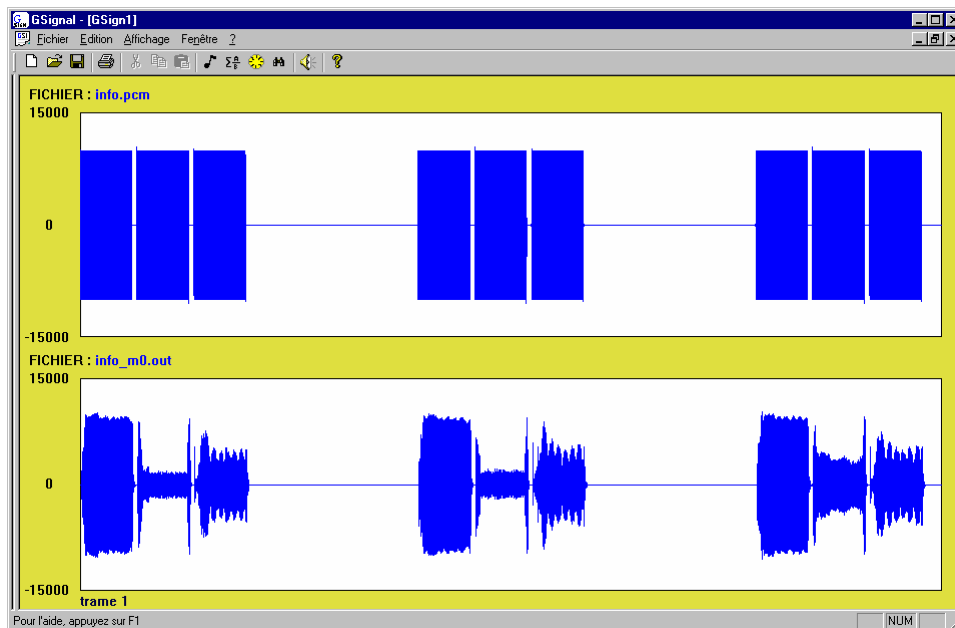 GSignal - [GSign1]
Fichier Edition Affichage Fenêtre ?
FICHIER : info.pcm
15000
0
-15000
FICHIER : info_m0.out
15000
0
-15000
trame 1
Pour l'aide, appuyez sur F1
NUM